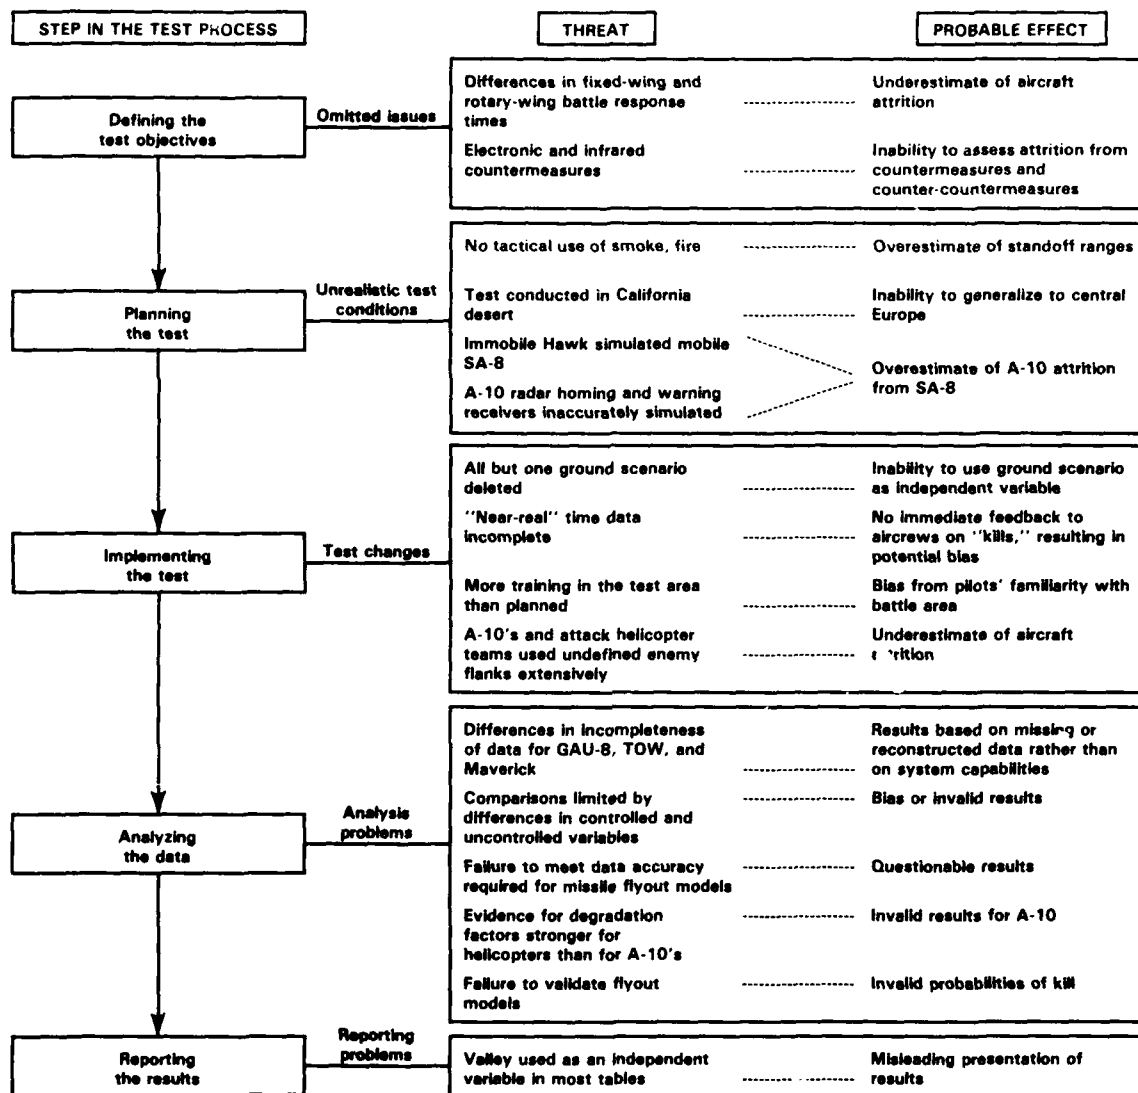 STEP IN THE TEST PROCESS
THREAT
PROBABLE EFFECT
Defining the
test objectives
Omitted issues
Differences in fixed-wing and
rotary-wing battle response
times
Underestimate of aircraft
attrition
Electronic and infrared
countermeasures
Inability to assess attrition from
countermeasures and
counter-countermeasures
Planning
the test
Unrealistic test
conditions
No tactical use of smoke, fire
Overestimate of standoff ranges
Test conducted in California
desert
Inability to generalize to central
Europe
Immobile Hawk simulated mobile
SA-8
A-10 radar homing and warning
receivers inaccurately simulated
Overestimate of A-10 attrition
from SA-8
Implementing
the test
Test changes
All but one ground scenario
deleted
Inability to use ground scenario
as independent variable
"Near-real" time data
incomplete
No immediate feedback to
aircrews on "kills," resulting in
potential bias
More training in the test area
than planned
Bias from pilots' familiarity with
battle area
A-10's and attack helicopter
teams used undefined enemy
flanks extensively
Underestimate of aircraft
attrition
Analyzing
the data
Analysis
problems
Differences in incompleteness
of data for GAU-8, TOW, and
Maverick
Results based on missing or
reconstructed data rather than
on system capabilities
Comparisons limited by
differences in controlled and
uncontrolled variables
Bias or invalid results
Failure to meet data accuracy
required for missile flyout models
Questionable results
Evidence for degradation
factors stronger for
helicopters than for A-10's
Invalid results for A-10
Failure to validate flyout
models
Invalid probabilities of kill
Reporting
the results
Reporting
problems
Valley used as an independent
variable in most tables
Misleading presentation of
results